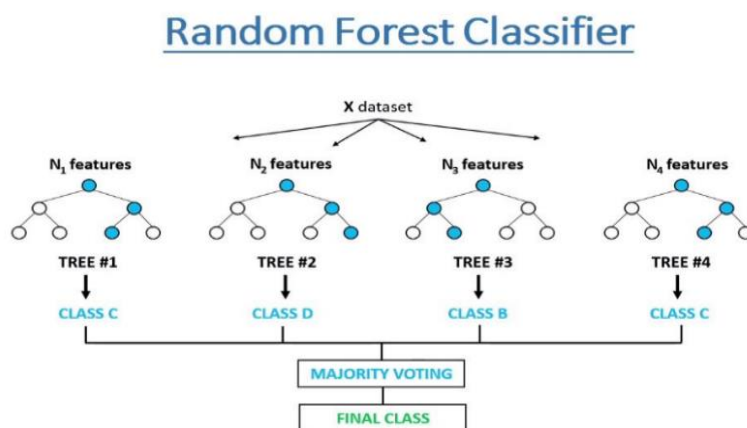 Random Forest Classifier
X dataset
N₁ features N₂ features N₃ features N₄ features
TREE #1 TREE #2 TREE #3 TREE #4
CLASS C CLASS D CLASS B CLASS C
MAJORITY VOTING
FINAL CLASS